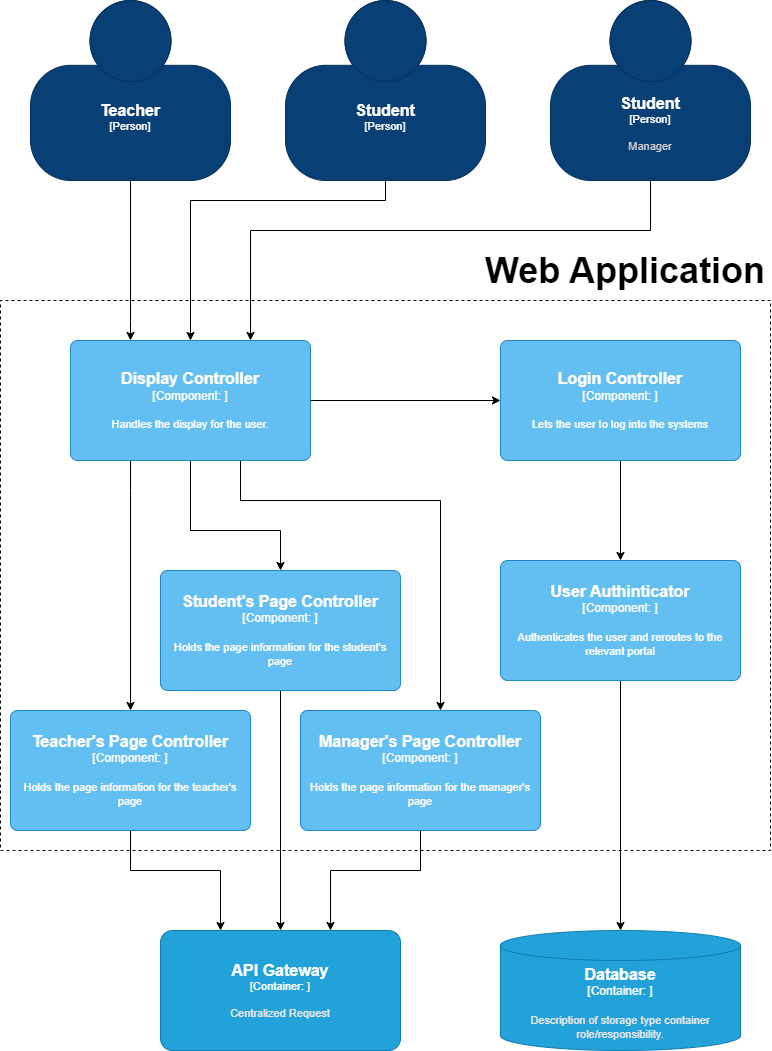 Teacher
[Person]
Student
[Person]
Student
[Person]
Manager
Web Application
Display Controller
[Component: ]
Handles the display for the user.
Login Controller
[Component: ]
Lets the user to log into the systems
Student's Page Controller
[Component: ]
Holds the page information for the student's
page
User Authinticator
[Component: ]
Authenticates the user and reroutes to the
relevant portal
Teacher's Page Controller
[Component: ]
Holds the page information for the teacher's
page
Manager's Page Controller
[Component: ]
Holds the page information for the manager's
page
API Gateway
[Container: ]
Centralized Request
Database
[Container: ]
Description of storage type container
role/responsibility.